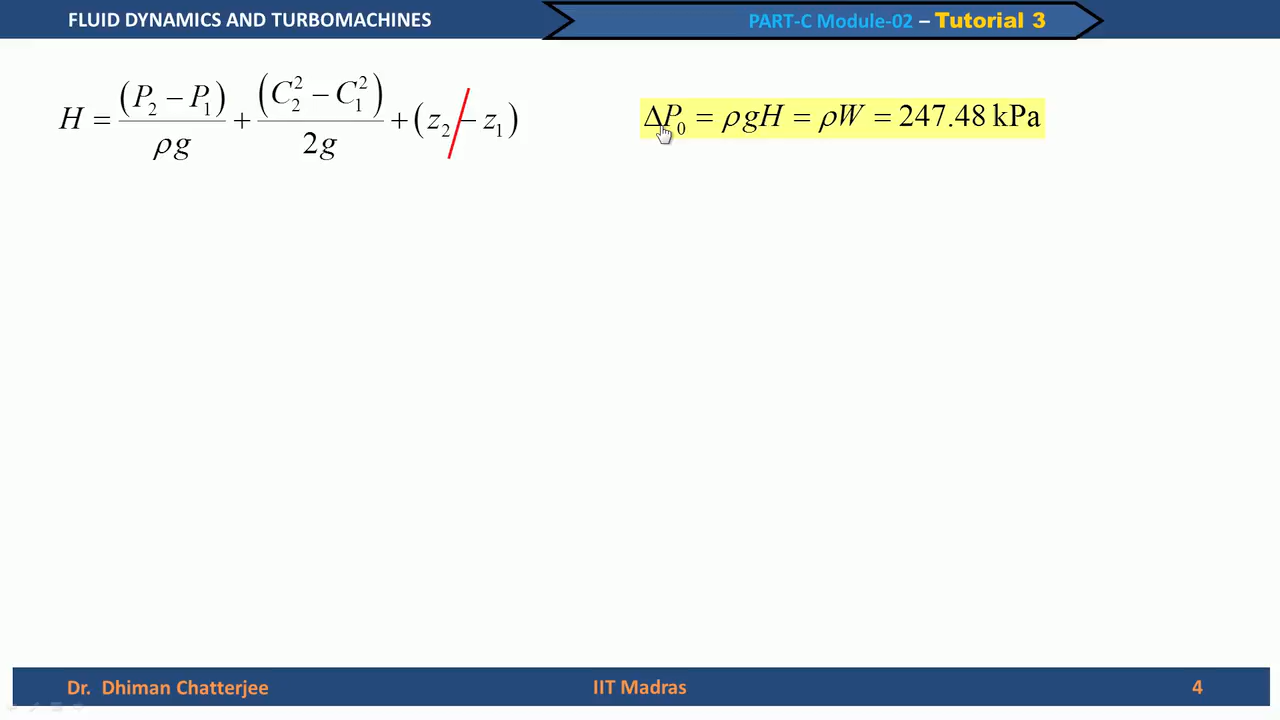 FLUID DYNAMICS AND TURBOMACHINES
PART-C Module-02 – Tutorial 3
H = (P₂ − P₁)/ρg + (C₂² − C₁²)/2g + (z₂ − z₁)
ΔP₀ = ρgH = ρW = 247.48 kPa
Dr. Dhiman Chatterjee
IIT Madras
4